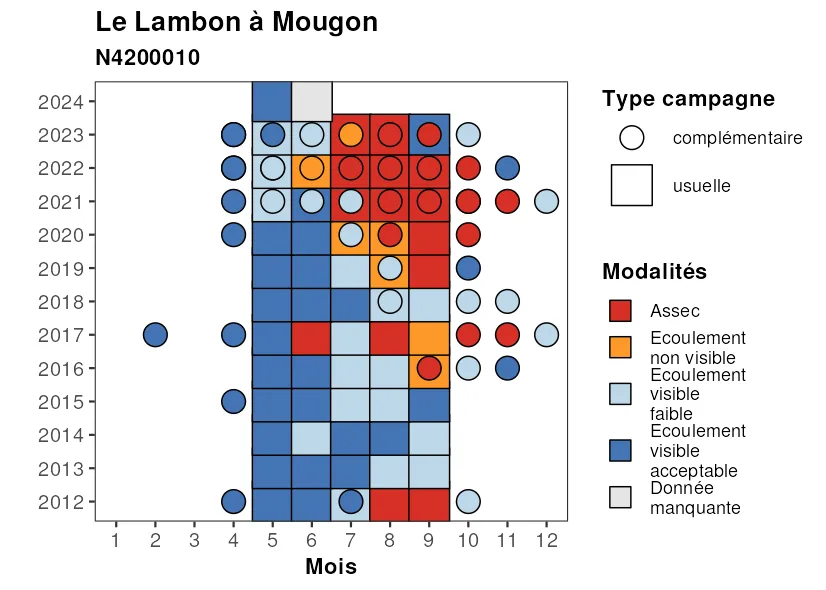 Le Lambon à Mougon
N4200010
2024
2023
2022
2021
2020
2019
2018
2017
2016
2015
2014
2013
2012
1 2 3 4 5 6 7 8 9 10 11 12
Mois
Type campagne
complémentaire
usuelle
Modalités
Assec
Ecoulement
non visible
Ecoulement
visible
faible
Ecoulement
visible
acceptable
Donnée
manquante